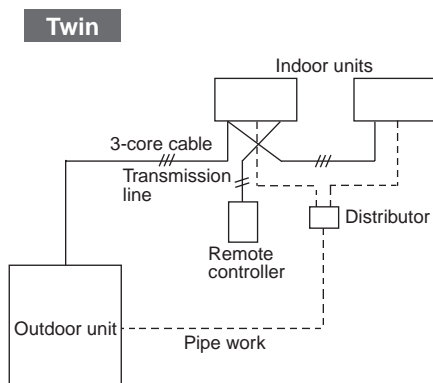 Twin
Indoor units
3-core cable
Transmission
line
Distributor
Remote
controller
Outdoor unit
Pipe work